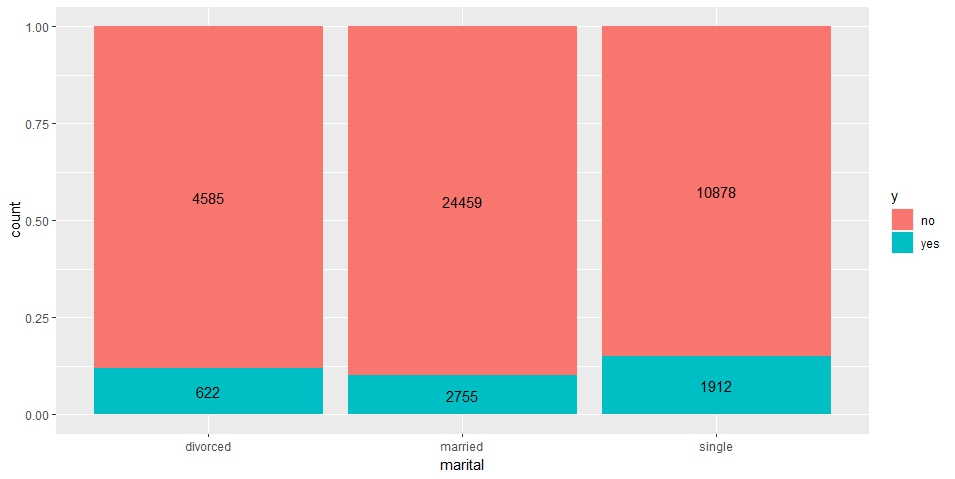 count
1.00
0.75
0.50
0.25
0.00
4585
24459
10878
622
2755
1912
divorced
married
single
marital
y
no
yes